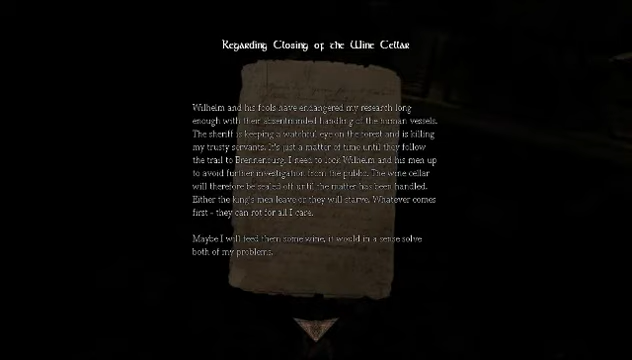 Regarding Closing of the Wine Cellar
Wilhelm and his fools have endangered my research long
enough with their absentminded handling of the human vessels.
The sheriff is keeping a watchful eye on the forest and is killing
my trusty servants. It's just a matter of time until they follow
the trail to Brennenburg. I need to lock Wilhelm and his men up
to avoid further investigation from the public. The wine cellar
will therefore be sealed off until the matter has been handled.
Either the king's men leave or they will starve. Whatever comes
first - they can rot for all I care.
Maybe I will feed them some wine, it would in a sense solve
both of my problems.